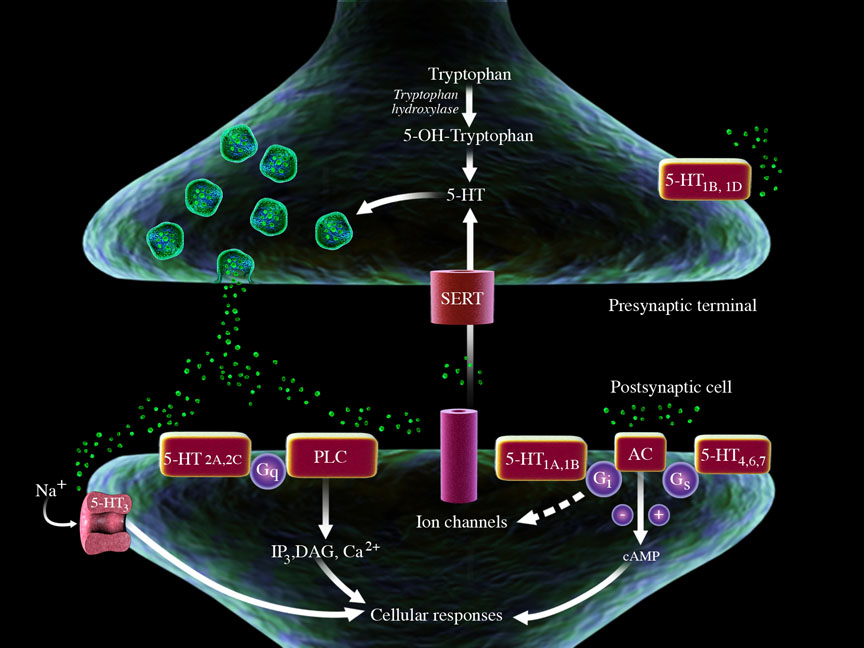 Tryptophan
Tryptophan
hydroxylase
5-OH-Tryptophan
5-HT
5-HT1B, 1D
SERT
Presynaptic terminal
Postsynaptic cell
5-HT 2A,2C
Gq
PLC
5-HT1A,1B
Gi
AC
Gs
5-HT4,6,7
Na+
5-HT3
- +
Ion channels
IP3,DAG, Ca2+
cAMP
Cellular responses